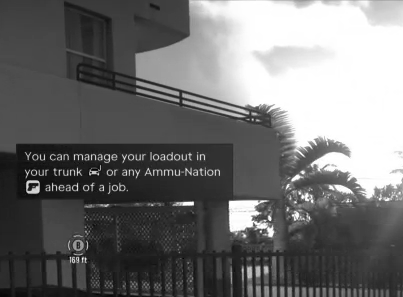 You can manage your loadout in
your trunk or any Ammu-Nation
ahead of a job.
169 ft